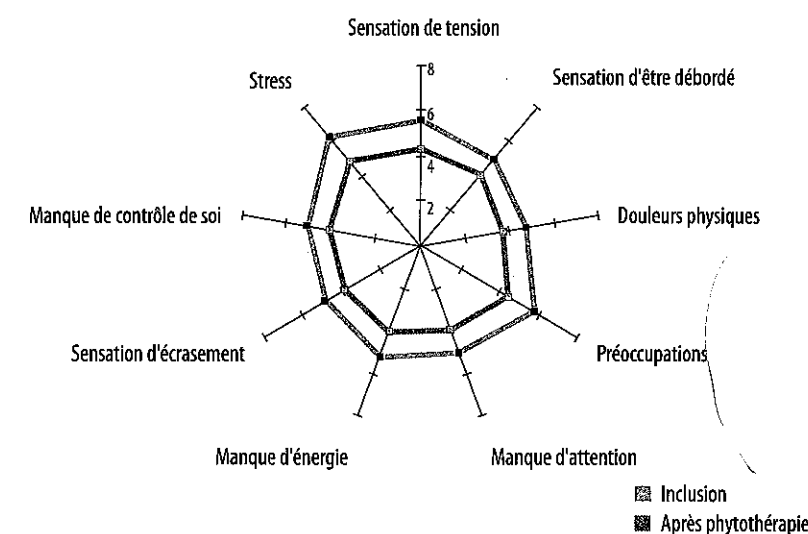 Sensation de tension
Stress
Sensation d'être débordé
8
6
4
2
Manque de contrôle de soi
Douleurs physiques
Sensation d'écrasement
Préoccupations
Manque d'énergie
Manque d'attention
Inclusion
Après phytothérapie